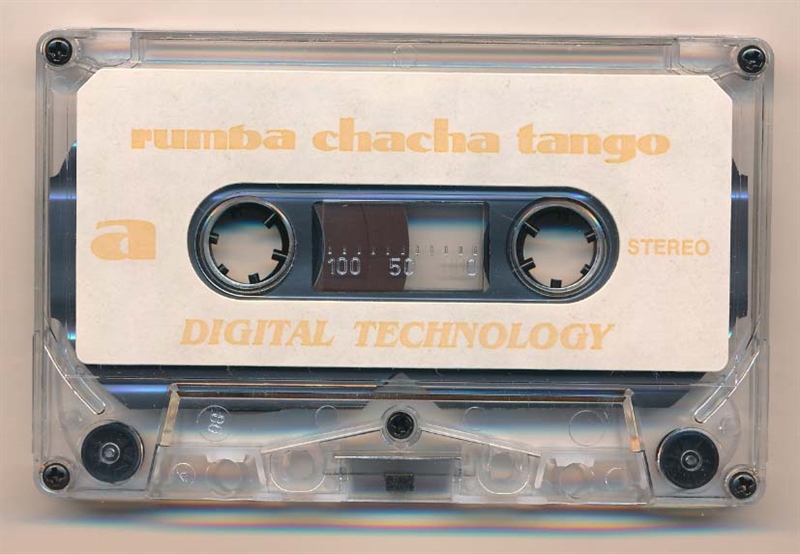 rumba chacha tango
a
STEREO
100 50 0
DIGITAL TECHNOLOGY